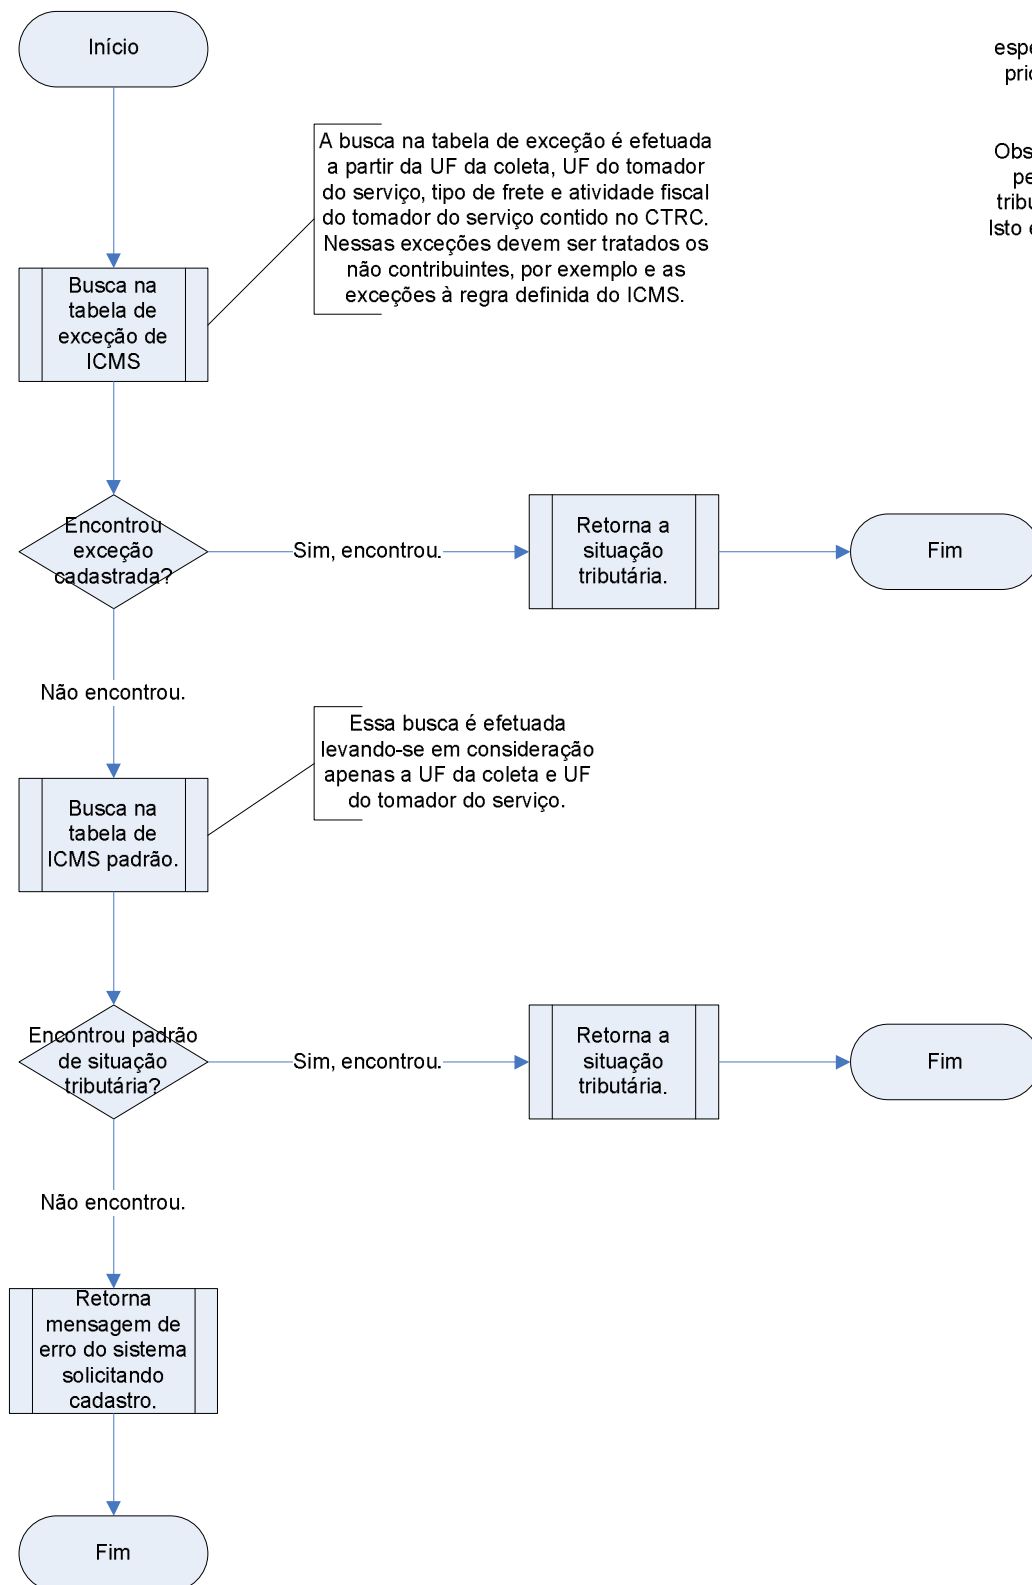 Início
A busca na tabela de exceção é efetuada
a partir da UF da coleta, UF do tomador
do serviço, tipo de frete e atividade fiscal
do tomador do serviço contido no CTRC.
Nessas exceções devem ser tratados os
não contribuintes, por exemplo e as
exceções à regra definida do ICMS.
Obs
Isto
Busca na
tabela de
exceção de
ICMS
Encontrou
exceção
cadastrada?
Sim, encontrou.
Retorna a
situação
tributária.
Fim
Não encontrou.
Essa busca é efetuada
levando-se em consideração
apenas a UF da coleta e UF
do tomador do serviço.
Busca na
tabela de
ICMS padrão.
Encontrou padrão
de situação
tributária?
Sim, encontrou.
Retorna a
situação
tributária.
Fim
Não encontrou.
Retorna
mensagem de
erro do sistema
solicitando
cadastro.
Fim